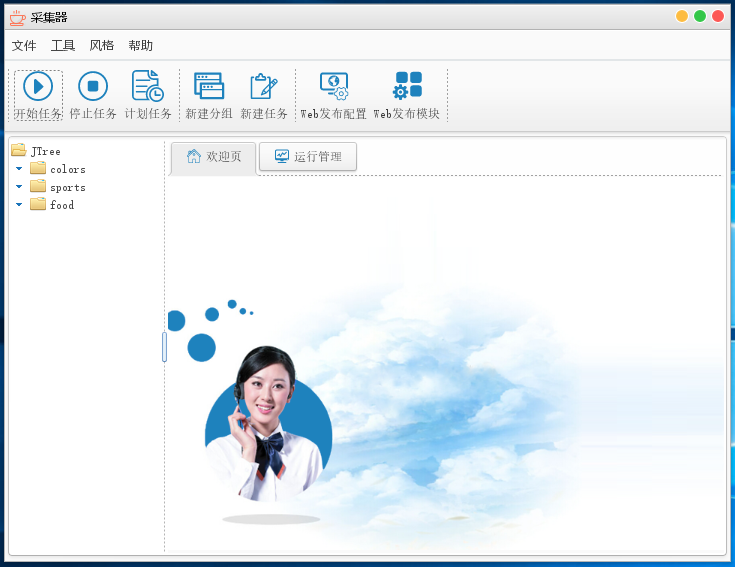 采集器
文件 工具 风格 帮助
开始任务 停止任务 计划任务 新建分组 新建任务 Web发布配置 Web发布模块
JTree
colors
sports
food
欢迎页 运行管理